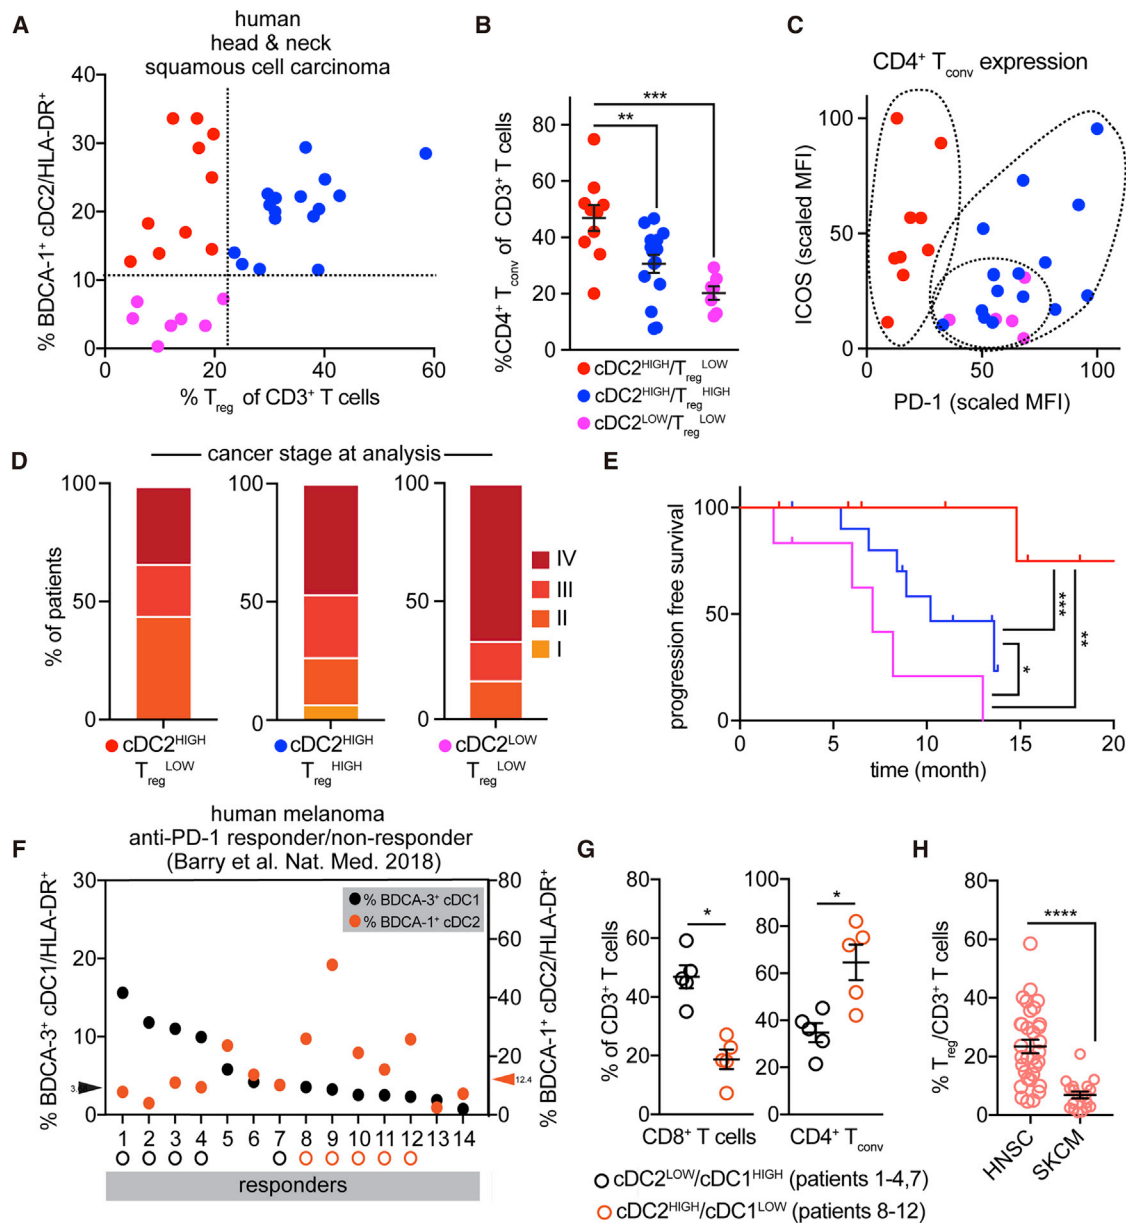 A
human
head & neck
squamous cell carcinoma
% BDCA-1⁺ cDC2/HLA-DR⁺
40
30
20
10
0
0 20 40 60
% Treg of CD3⁺ T cells
B
%CD4⁺ Tconv of CD3⁺ T cells
80
60
40
20
0
***
**
cDC2HIGH/TregLOW
cDC2HIGH/TregHIGH
cDC2LOW/TregLOW
C
CD4⁺ Tconv expression
ICOS (scaled MFI)
100
50
0
0 50 100
PD-1 (scaled MFI)
D
cancer stage at analysis
% of patients
100
50
0
cDC2HIGH
TregLOW
100
50
0
cDC2HIGH
TregHIGH
100
50
0
cDC2LOW
TregLOW
IV
III
II
I
E
progression free survival
100
50
0
0 5 10 15 20
time (month)
***
**
*
human melanoma
anti-PD-1 responder/non-responder
(Barry et al. Nat. Med. 2018)
F
% BDCA-3⁺ cDC1/HLA-DR⁺
30
20
10
0
% BDCA-3⁺ cDC1
% BDCA-1⁺ cDC2
80
60
40
20
0
% BDCA-1⁺ cDC2/HLA-DR⁺
12.4
1 2 3 4 5 6 7 8 9 10 11 12 13 14
responders
G
% of CD3⁺ T cells
80
60
40
20
0
*
CD8⁺ T cells
100
80
60
40
20
0
*
CD4⁺ Tconv
cDC2LOW/cDC1HIGH (patients 1-4,7)
cDC2HIGH/cDC1LOW (patients 8-12)
H
% Treg/CD3⁺ T cells
80
60
40
20
0
****
HNSC
SKCM